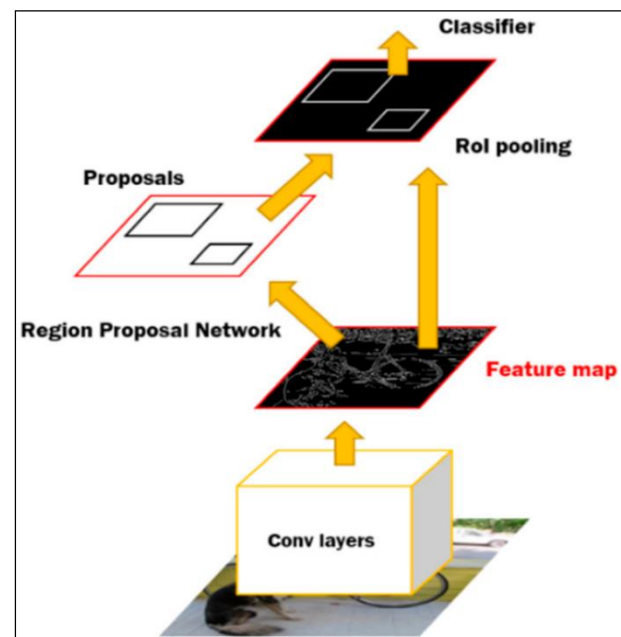 Classifier
RoI pooling
Proposals
Region Proposal Network
Feature map
Conv layers